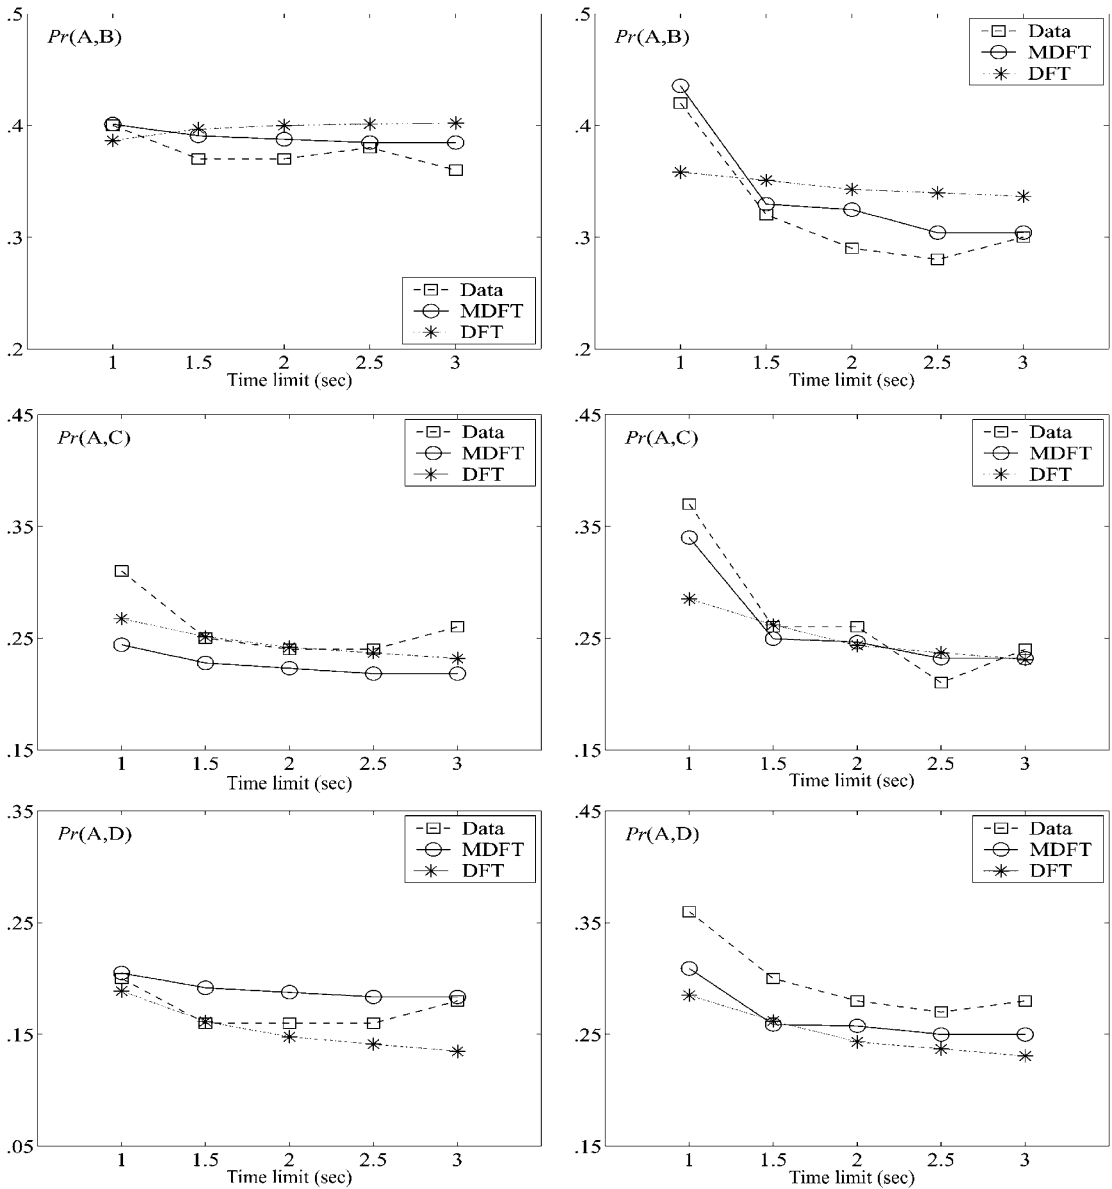 .5
Pr(A,B)
.4
.3
Data
MDFT
DFT
.2
1 1.5 2 2.5 3
Time limit (sec)
.5
Pr(A,B)
Data
MDFT
DFT
.4
.3
.2
1 1.5 2 2.5 3
Time limit (sec)
.45
Pr(A,C)
Data
MDFT
DFT
.35
.25
.15
1 1.5 2 2.5 3
Time limit (sec)
.45
Pr(A,C)
Data
MDFT
DFT
.35
.25
.15
1 1.5 2 2.5 3
Time limit (sec)
.35
Pr(A,D)
Data
MDFT
DFT
.25
.15
.05
1 1.5 2 2.5 3
Time limit (sec)
.45
Pr(A,D)
Data
MDFT
DFT
.35
.25
.15
1 1.5 2 2.5 3
Time limit (sec)